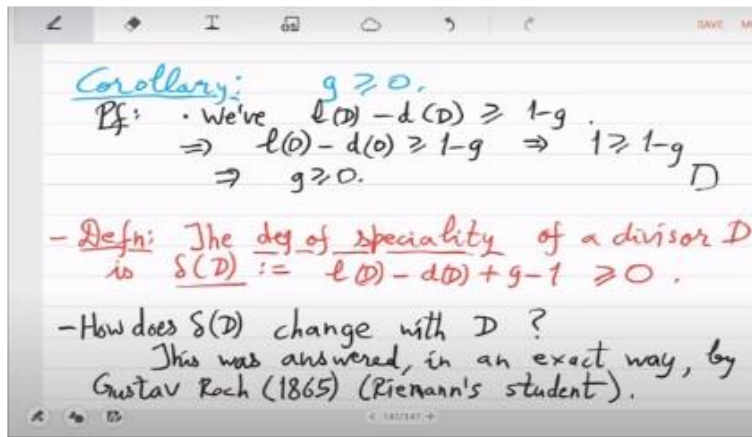 SAVE
Corollary: g ≥ 0.
Pf: · We've l(D) – d(D) ≥ 1-g.
⇒ l(0) – d(0) ≥ 1-g ⇒ 1 ≥ 1-g
⇒ g ≥ 0. □
- Defn: The deg of speciality of a divisor D
is δ(D) := l(D) – d(D) + g – 1 ≥ 0.
- How does δ(D) change with D ?
This was answered, in an exact way, by
Gustav Roch (1865) (Riemann's student).